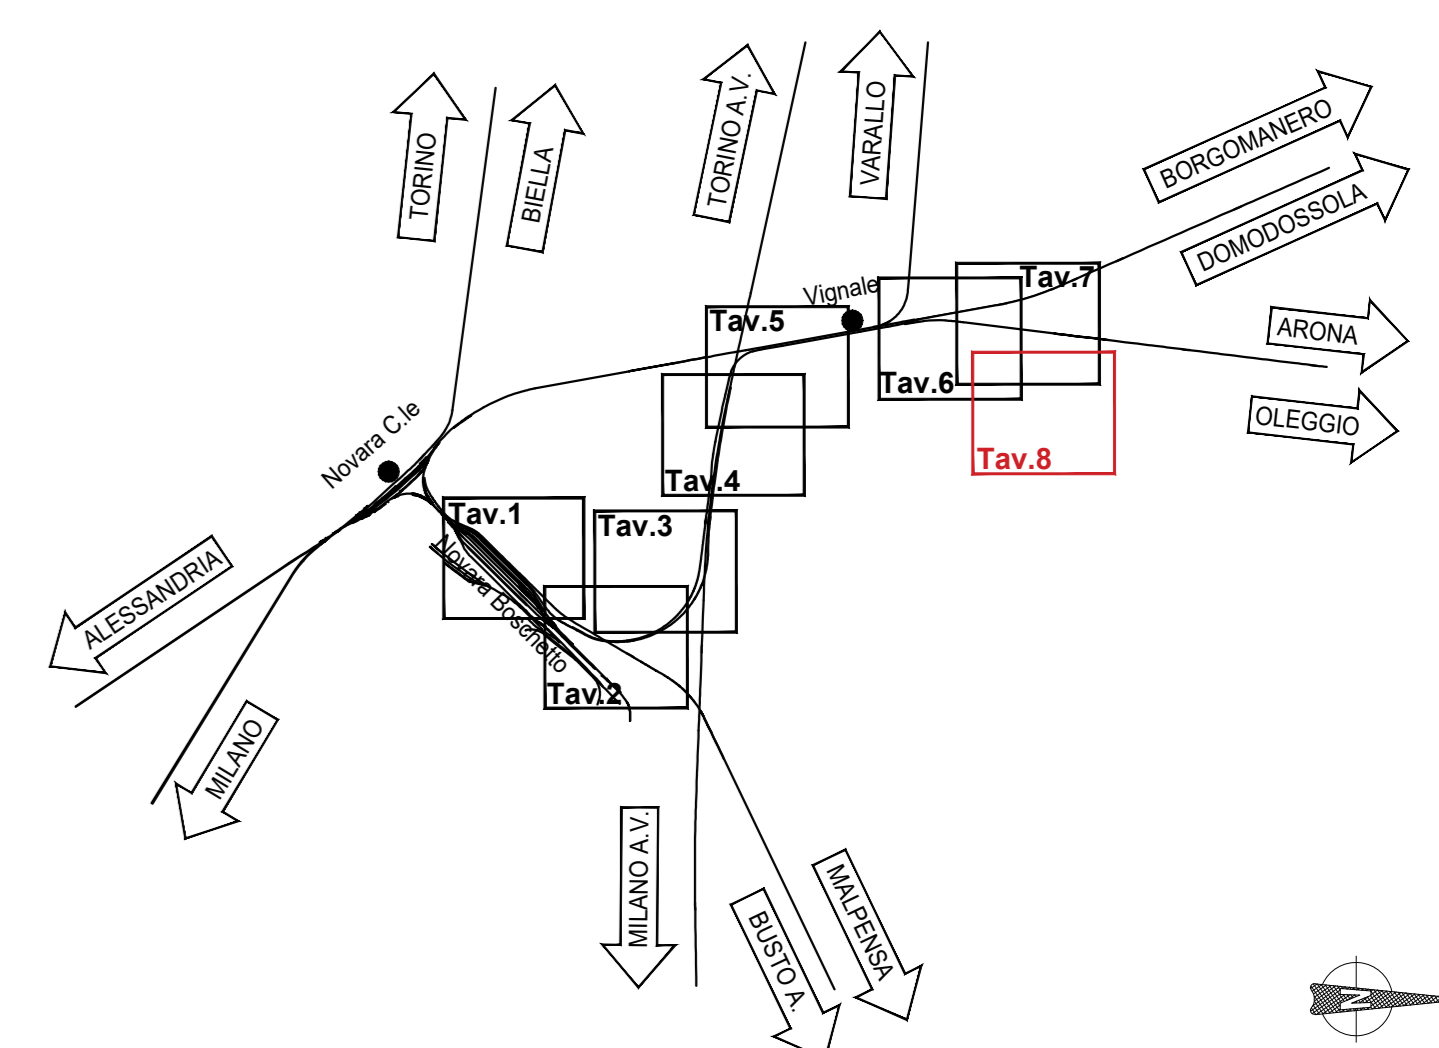 TORINO
BIELLA
TORINO A.V.
VARALLO
BORGOMANERO
DOMODOSSOLA
Vignale
Tav.7
Tav.5
ARONA
Tav.6
OLEGGIO
Novara C.le
Tav.8
Tav.4
Tav.1
Tav.3
Novara Boschetto
ALESSANDRIA
Tav.2
MILANO
MILANO A.V.
MALPENSA
BUSTO A.
N